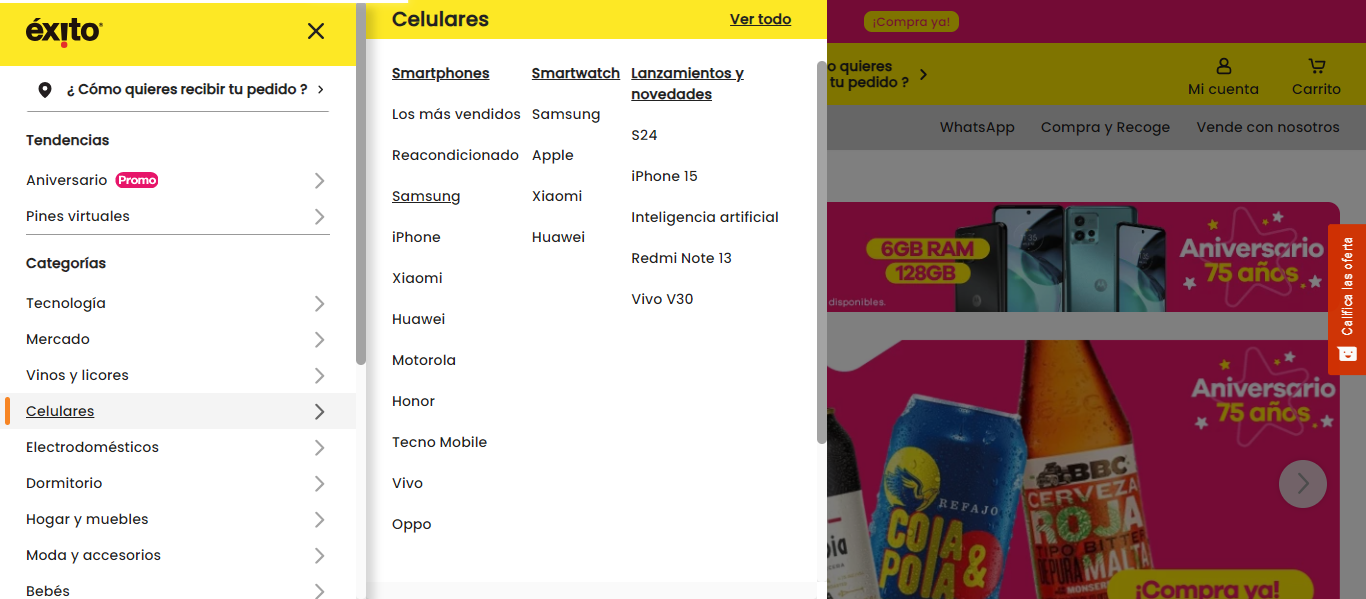 éxito
¿ Cómo quieres recibir tu pedido ?
Tendencias
Aniversario Promo
Pines virtuales
Categorías
Tecnología
Mercado
Vinos y licores
Celulares
Electrodomésticos
Dormitorio
Hogar y muebles
Moda y accesorios
Bebés
Celulares
Ver todo
Smartphones
Los más vendidos
Reacondicionado
Samsung
iPhone
Xiaomi
Huawei
Motorola
Honor
Tecno Mobile
Vivo
Oppo
Smartwatch
Samsung
Apple
Xiaomi
Huawei
Lanzamientos y
novedades
S24
iPhone 15
Inteligencia artificial
Redmi Note 13
Vivo V30
¡Compra ya!
o quieres
tu pedido ?
Mi cuenta
Carrito
WhatsApp
Compra y Recoge
Vende con nosotros
6GB RAM
128GB
disponibles.
Aniversario
75 años
Califica las oferta
Aniversario
75 años
REFAJO
COLA
&
POLA
BBC
CERVEZA
ROJA
TIPO BITTER
DEPURA MALTA
¡Compra ya!